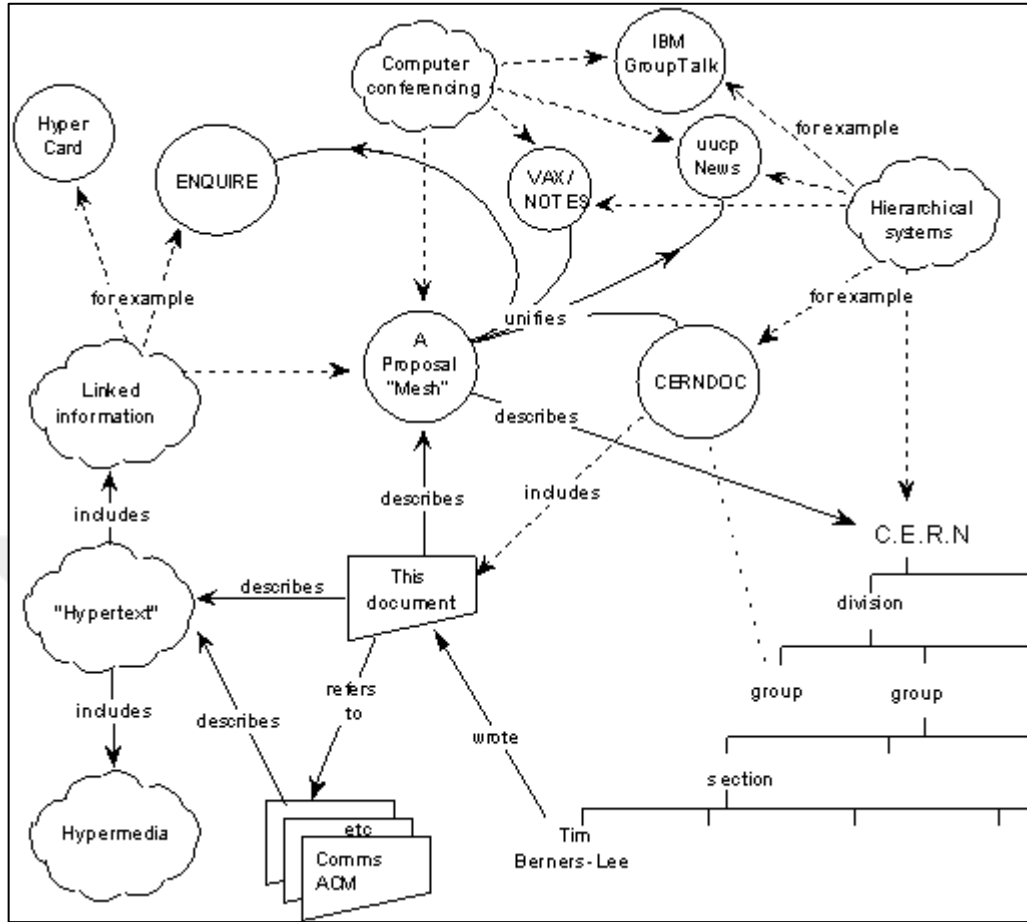 IBM
GroupTalk
Computer
conferencing
Hyper
Card
for example
uucp
News
ENQUIRE
VAX/
NOTES
Hierarchical
systems
for example
for example
unifies
A
Proposal
"Mesh"
CERNDOC
Linked
information
describes
includes
describes
includes
C.E.R.N
This
document
describes
division
"Hypertext"
refers
to
group
group
includes
describes
wrote
section
Hypermedia
etc
Comms
ACM
Tim
Berners-Lee